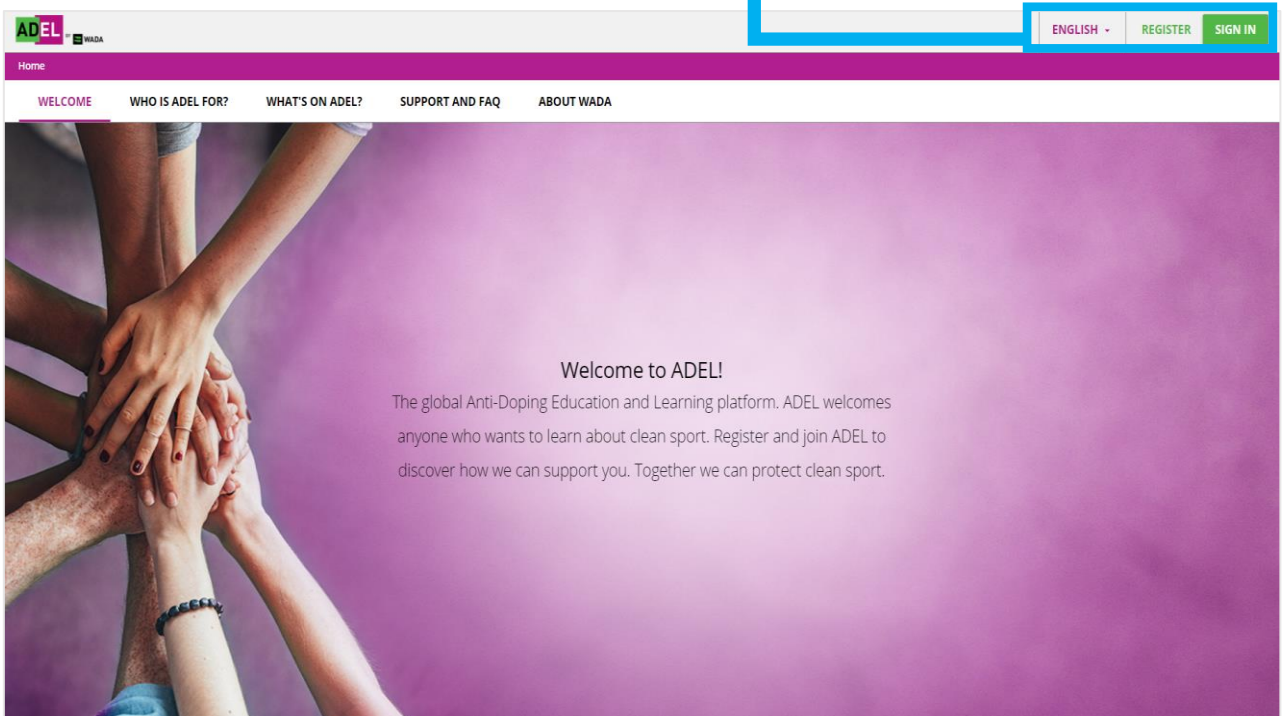 ADEL BY WADA
ENGLISH REGISTER SIGN IN
Home
WELCOME WHO IS ADEL FOR? WHAT'S ON ADEL? SUPPORT AND FAQ ABOUT WADA
Welcome to ADEL!
The global Anti-Doping Education and Learning platform. ADEL welcomes
anyone who wants to learn about clean sport. Register and join ADEL to
discover how we can support you. Together we can protect clean sport.